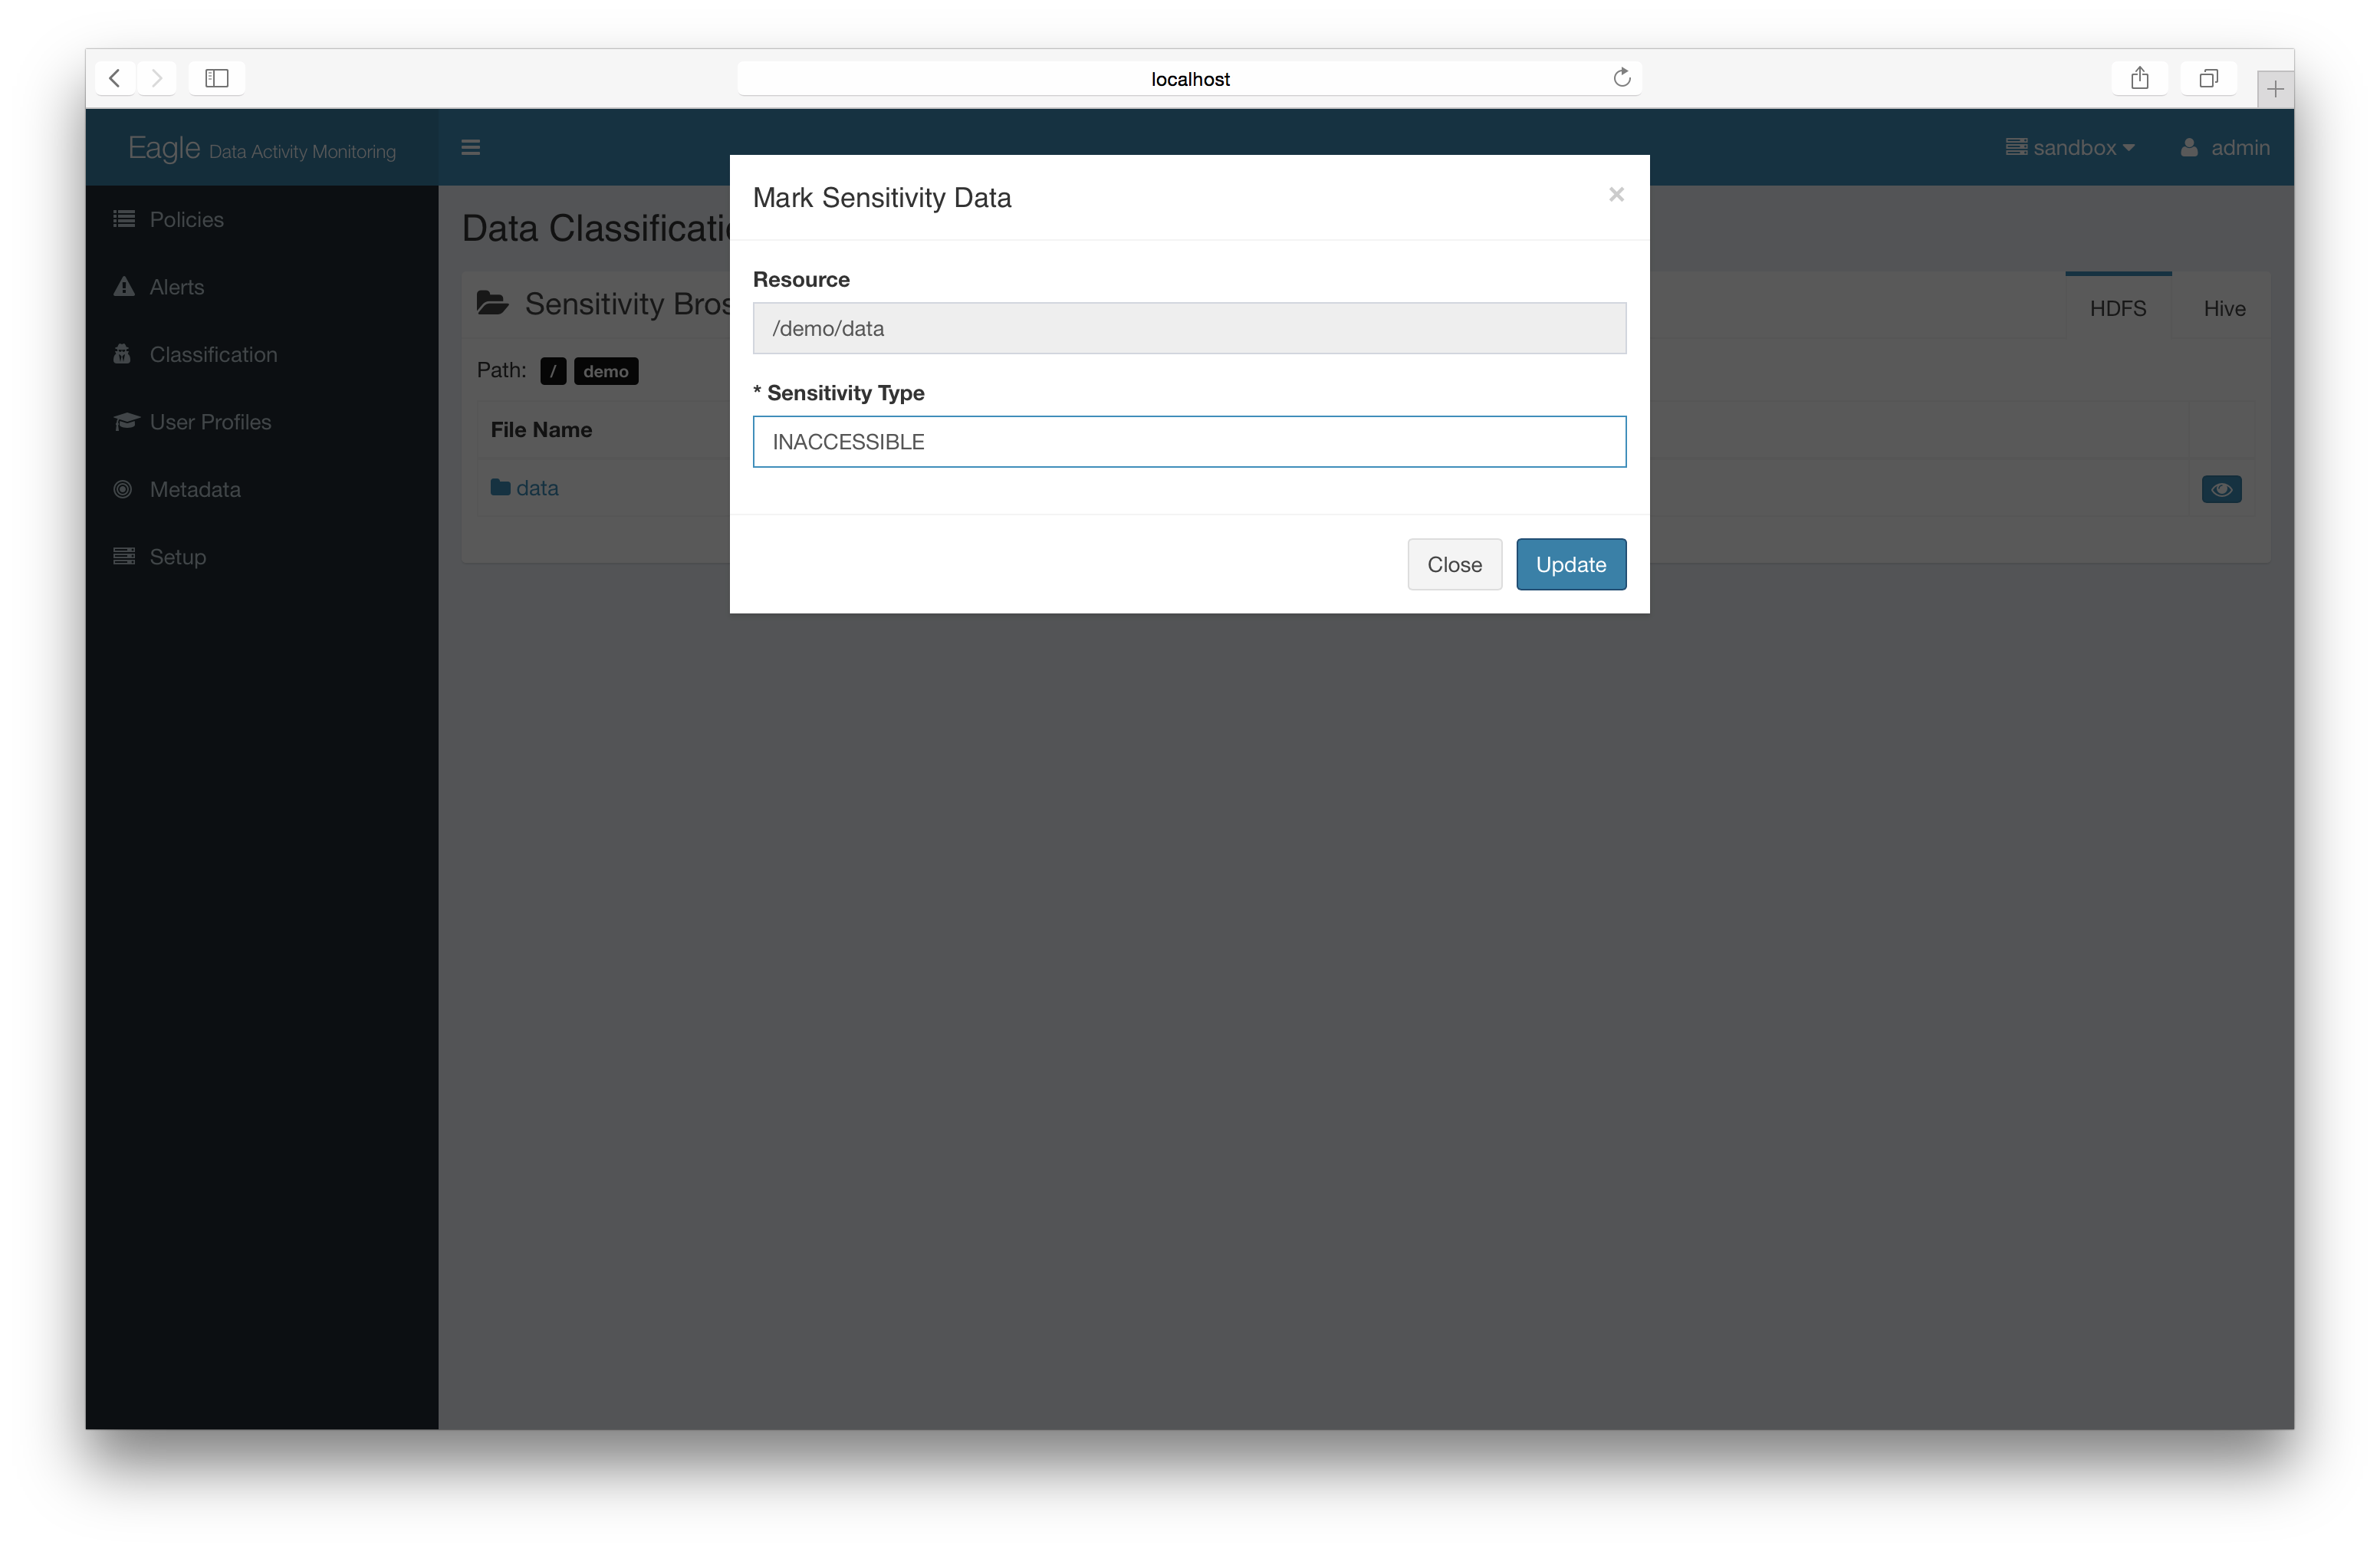 localhost
Eagle Data Activity Monitoring
sandbox
admin
Policies
Alerts
Classification
User Profiles
Metadata
Setup
Data Classificati
Sensitivity Bros
HDFS
Hive
Path: / demo
File Name
data
Mark Sensitivity Data
×
Resource
/demo/data
* Sensitivity Type
INACCESSIBLE
Close
Update